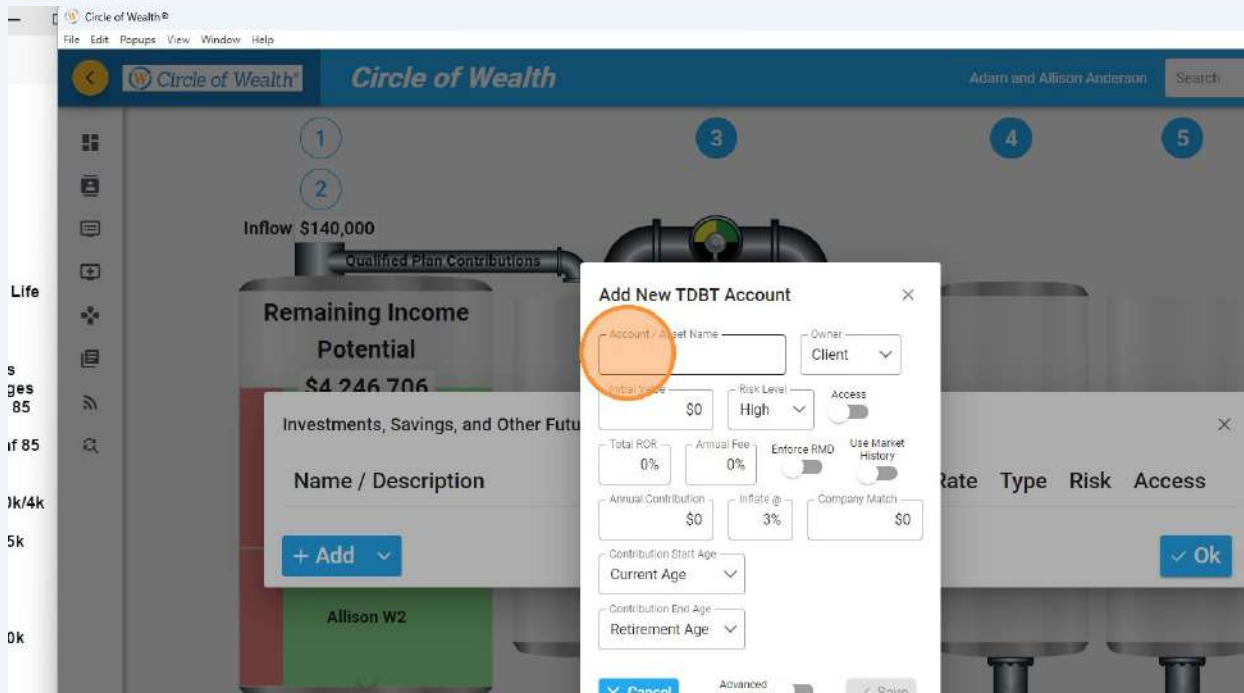 Circle of Wealth®
File Edit Popups View Window Help
Circle of Wealth®
Circle of Wealth
Adam and Allison Anderson
Search
1
3
4
5
2
Inflow $140,000
Qualified Plan Contributions
Life
Remaining Income
Potential
$4,246,706
ges
85
af 85
0k/4k
5k
0k
Investments, Savings, and Other Futu
Name / Description
Rate Type Risk Access
+ Add
Ok
Allison W2
Add New TDBT Account
Account / Asset Name
Owner
Client
Initial Value
$0
Risk Level
High
Access
Total ROR
0%
Annual Fee
0%
Enforce RMD
Use Market
History
Annual Contribution
$0
Inflate @
3%
Company Match
$0
Contribution Start Age
Current Age
Contribution End Age
Retirement Age
Cancel
Advanced
Save